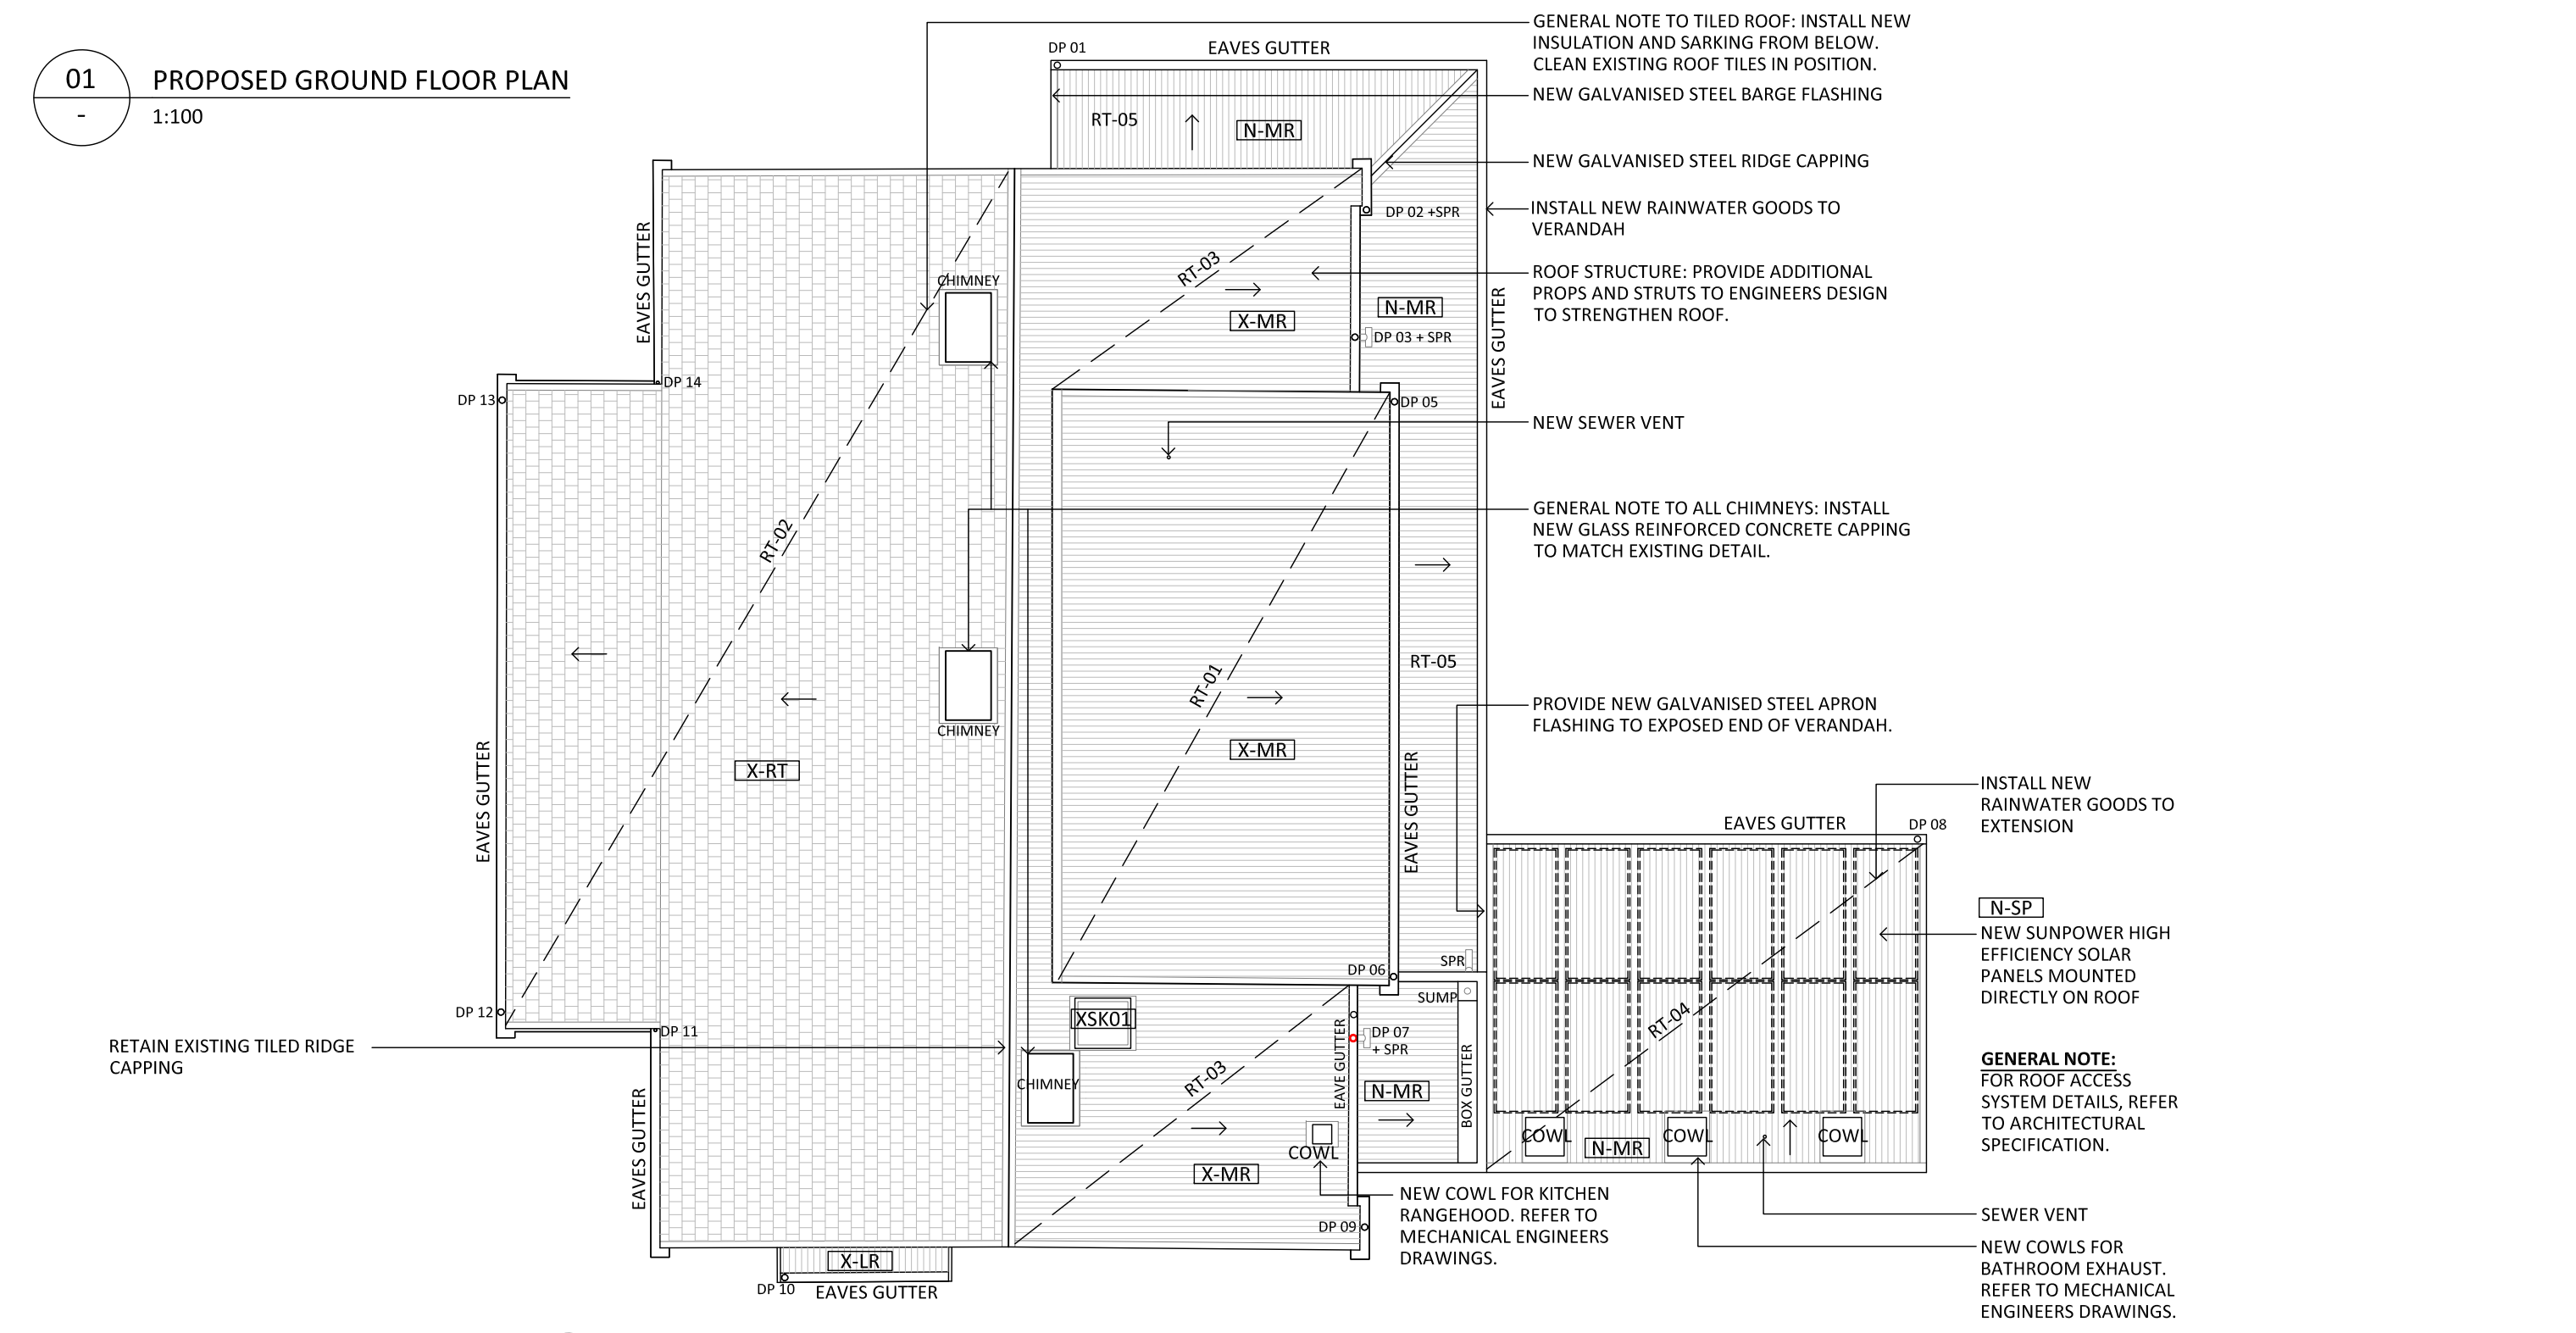 01
-
PROPOSED GROUND FLOOR PLAN
1:100
DP 01
EAVES GUTTER
RT-05
N-MR
GENERAL NOTE TO TILED ROOF: INSTALL NEW
INSULATION AND SARKING FROM BELOW.
CLEAN EXISTING ROOF TILES IN POSITION.
NEW GALVANISED STEEL BARGE FLASHING
NEW GALVANISED STEEL RIDGE CAPPING
DP 02 +SPR
INSTALL NEW RAINWATER GOODS TO
VERANDAH
EAVES GUTTER
CHIMNEY
RT-03
X-MR
N-MR
DP 03 + SPR
EAVES GUTTER
ROOF STRUCTURE: PROVIDE ADDITIONAL
PROPS AND STRUTS TO ENGINEERS DESIGN
TO STRENGTHEN ROOF.
DP 14
DP 13
DP 05
NEW SEWER VENT
RT-02
GENERAL NOTE TO ALL CHIMNEYS: INSTALL
NEW GLASS REINFORCED CONCRETE CAPPING
TO MATCH EXISTING DETAIL.
RT-01
RT-05
CHIMNEY
X-MR
X-RT
PROVIDE NEW GALVANISED STEEL APRON
FLASHING TO EXPOSED END OF VERANDAH.
EAVES GUTTER
EAVES GUTTER
EAVES GUTTER
DP 08
INSTALL NEW
RAINWATER GOODS TO
EXTENSION
N-SP
NEW SUNPOWER HIGH
EFFICIENCY SOLAR
PANELS MOUNTED
DIRECTLY ON ROOF
SPR
DP 06
SUMP
DP 12
DP 11
XSK01
EAVE GUTTER
DP 07
+ SPR
RT-04
RETAIN EXISTING TILED RIDGE
CAPPING
CHIMNEY
RT-03
N-MR
BOX GUTTER
GENERAL NOTE:
FOR ROOF ACCESS
SYSTEM DETAILS, REFER
TO ARCHITECTURAL
SPECIFICATION.
EAVES GUTTER
COWL
COWL
COWL
COWL
N-MR
X-MR
NEW COWL FOR KITCHEN
RANGEHOOD. REFER TO
MECHANICAL ENGINEERS
DRAWINGS.
DP 09
SEWER VENT
NEW COWLS FOR
BATHROOM EXHAUST.
REFER TO MECHANICAL
ENGINEERS DRAWINGS.
X-LR
DP 10
EAVES GUTTER